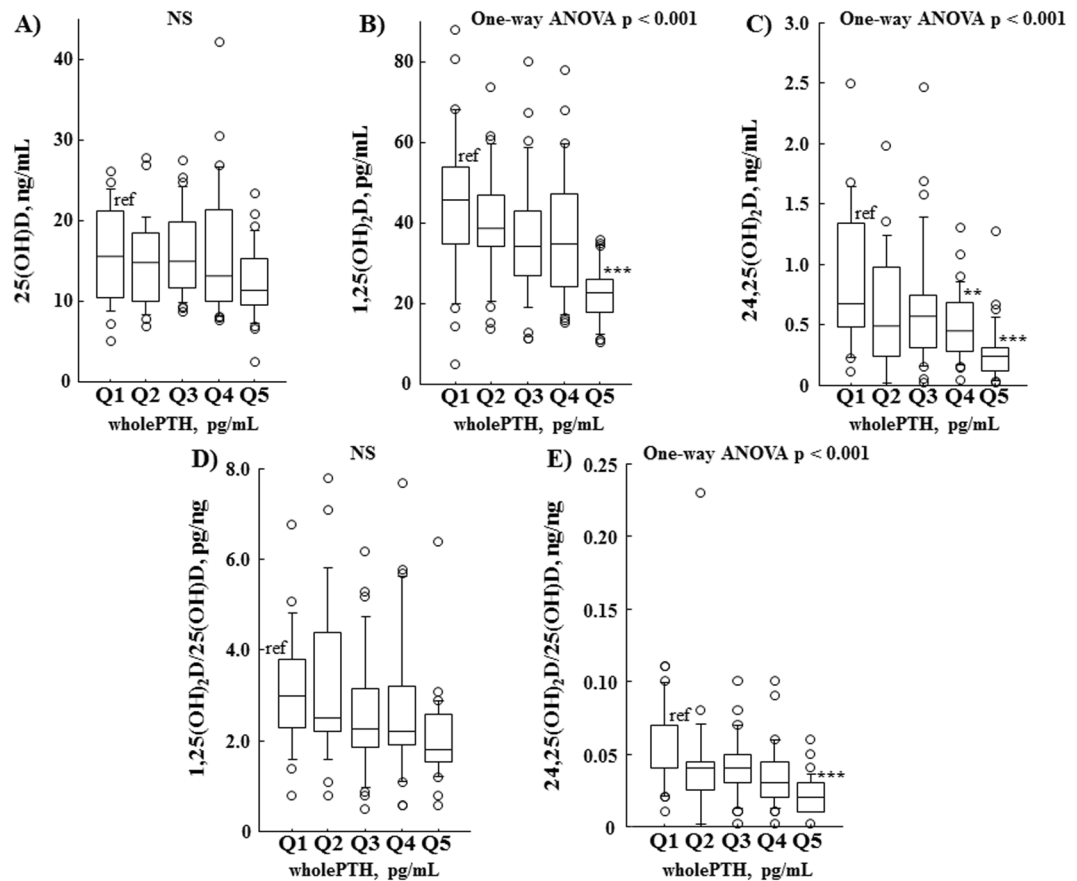 A)
NS
25(OH)D, ng/mL
40
30
20
10
0
ref
Q1 Q2 Q3 Q4 Q5
wholePTH, pg/mL
B)
One-way ANOVA p < 0.001
1,25(OH)₂D, pg/mL
80
60
40
20
0
ref
***
Q1 Q2 Q3 Q4 Q5
wholePTH, pg/mL
C)
One-way ANOVA p < 0.001
24,25(OH)₂D, ng/mL
3.0
2.5
2.0
1.5
1.0
0.5
0
ref
**
***
Q1 Q2 Q3 Q4 Q5
wholePTH, pg/mL
D)
NS
1,25(OH)₂D/25(OH)D, pg/ng
8.0
6.0
4.0
2.0
0
ref
Q1 Q2 Q3 Q4 Q5
wholePTH, pg/mL
E)
One-way ANOVA p < 0.001
24,25(OH)₂D/25(OH)D, ng/ng
0.25
0.20
0.15
0.10
0.05
0
ref
***
Q1 Q2 Q3 Q4 Q5
wholePTH, pg/mL